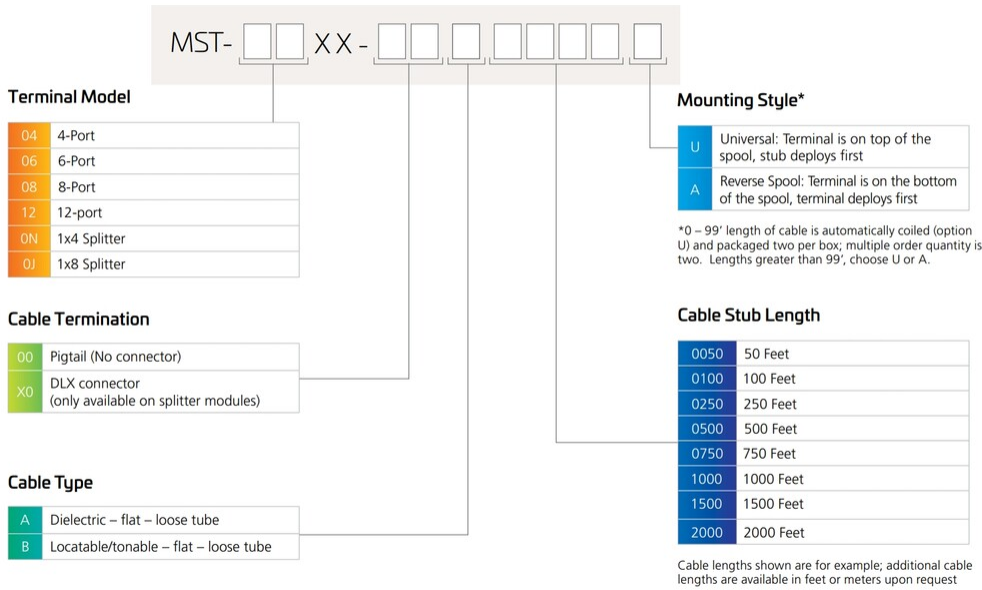 MST- XX -
Terminal Model
04 4-Port
06 6-Port
08 8-Port
12 12-port
0N 1x4 Splitter
0J 1x8 Splitter
Cable Termination
00 Pigtail (No connector)
X0 DLX connector
(only available on splitter modules)
Cable Type
A Dielectric – flat – loose tube
B Locatable/tonable – flat – loose tube
Mounting Style*
U Universal: Terminal is on top of the
spool, stub deploys first
A Reverse Spool: Terminal is on the bottom
of the spool, terminal deploys first
*0 – 99’ length of cable is automatically coiled (option
U) and packaged two per box; multiple order quantity is
two. Lengths greater than 99’, choose U or A.
Cable Stub Length
0050 50 Feet
0100 100 Feet
0250 250 Feet
0500 500 Feet
0750 750 Feet
1000 1000 Feet
1500 1500 Feet
2000 2000 Feet
Cable lengths shown are for example; additional cable
lengths are available in feet or meters upon request